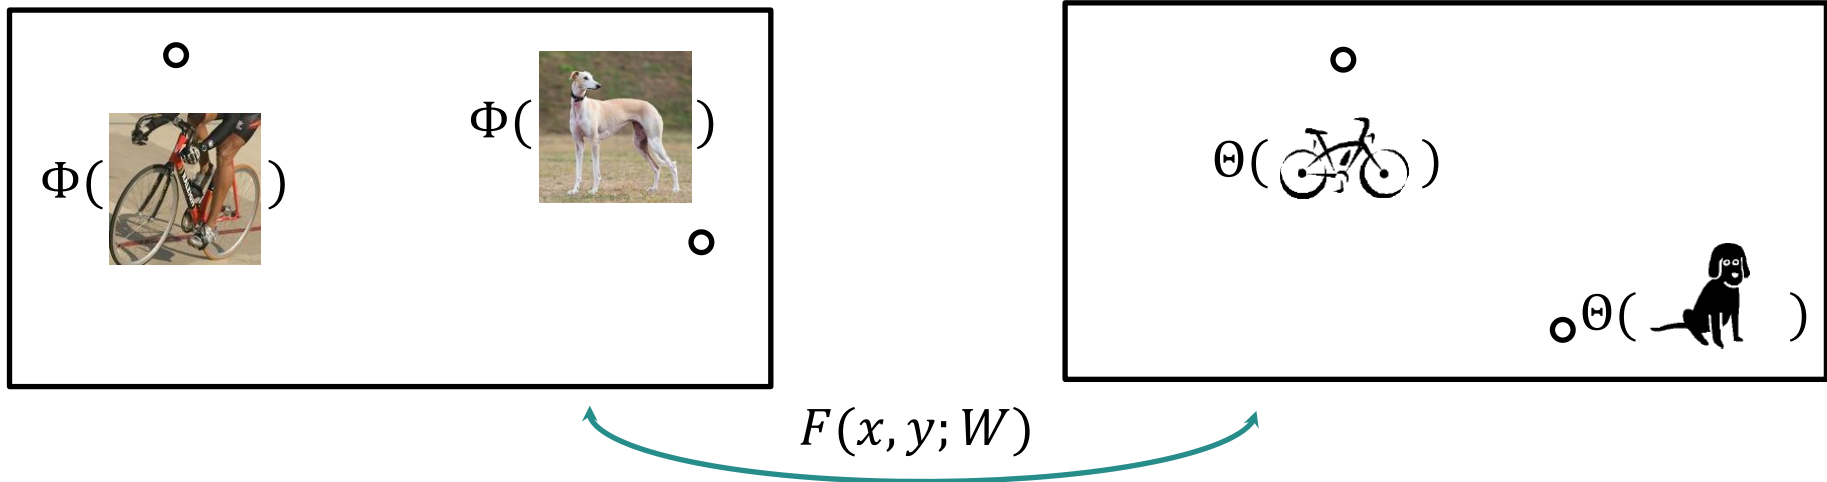 Φ( )
Φ( )
Θ( )
Θ( )
F(x, y; W)